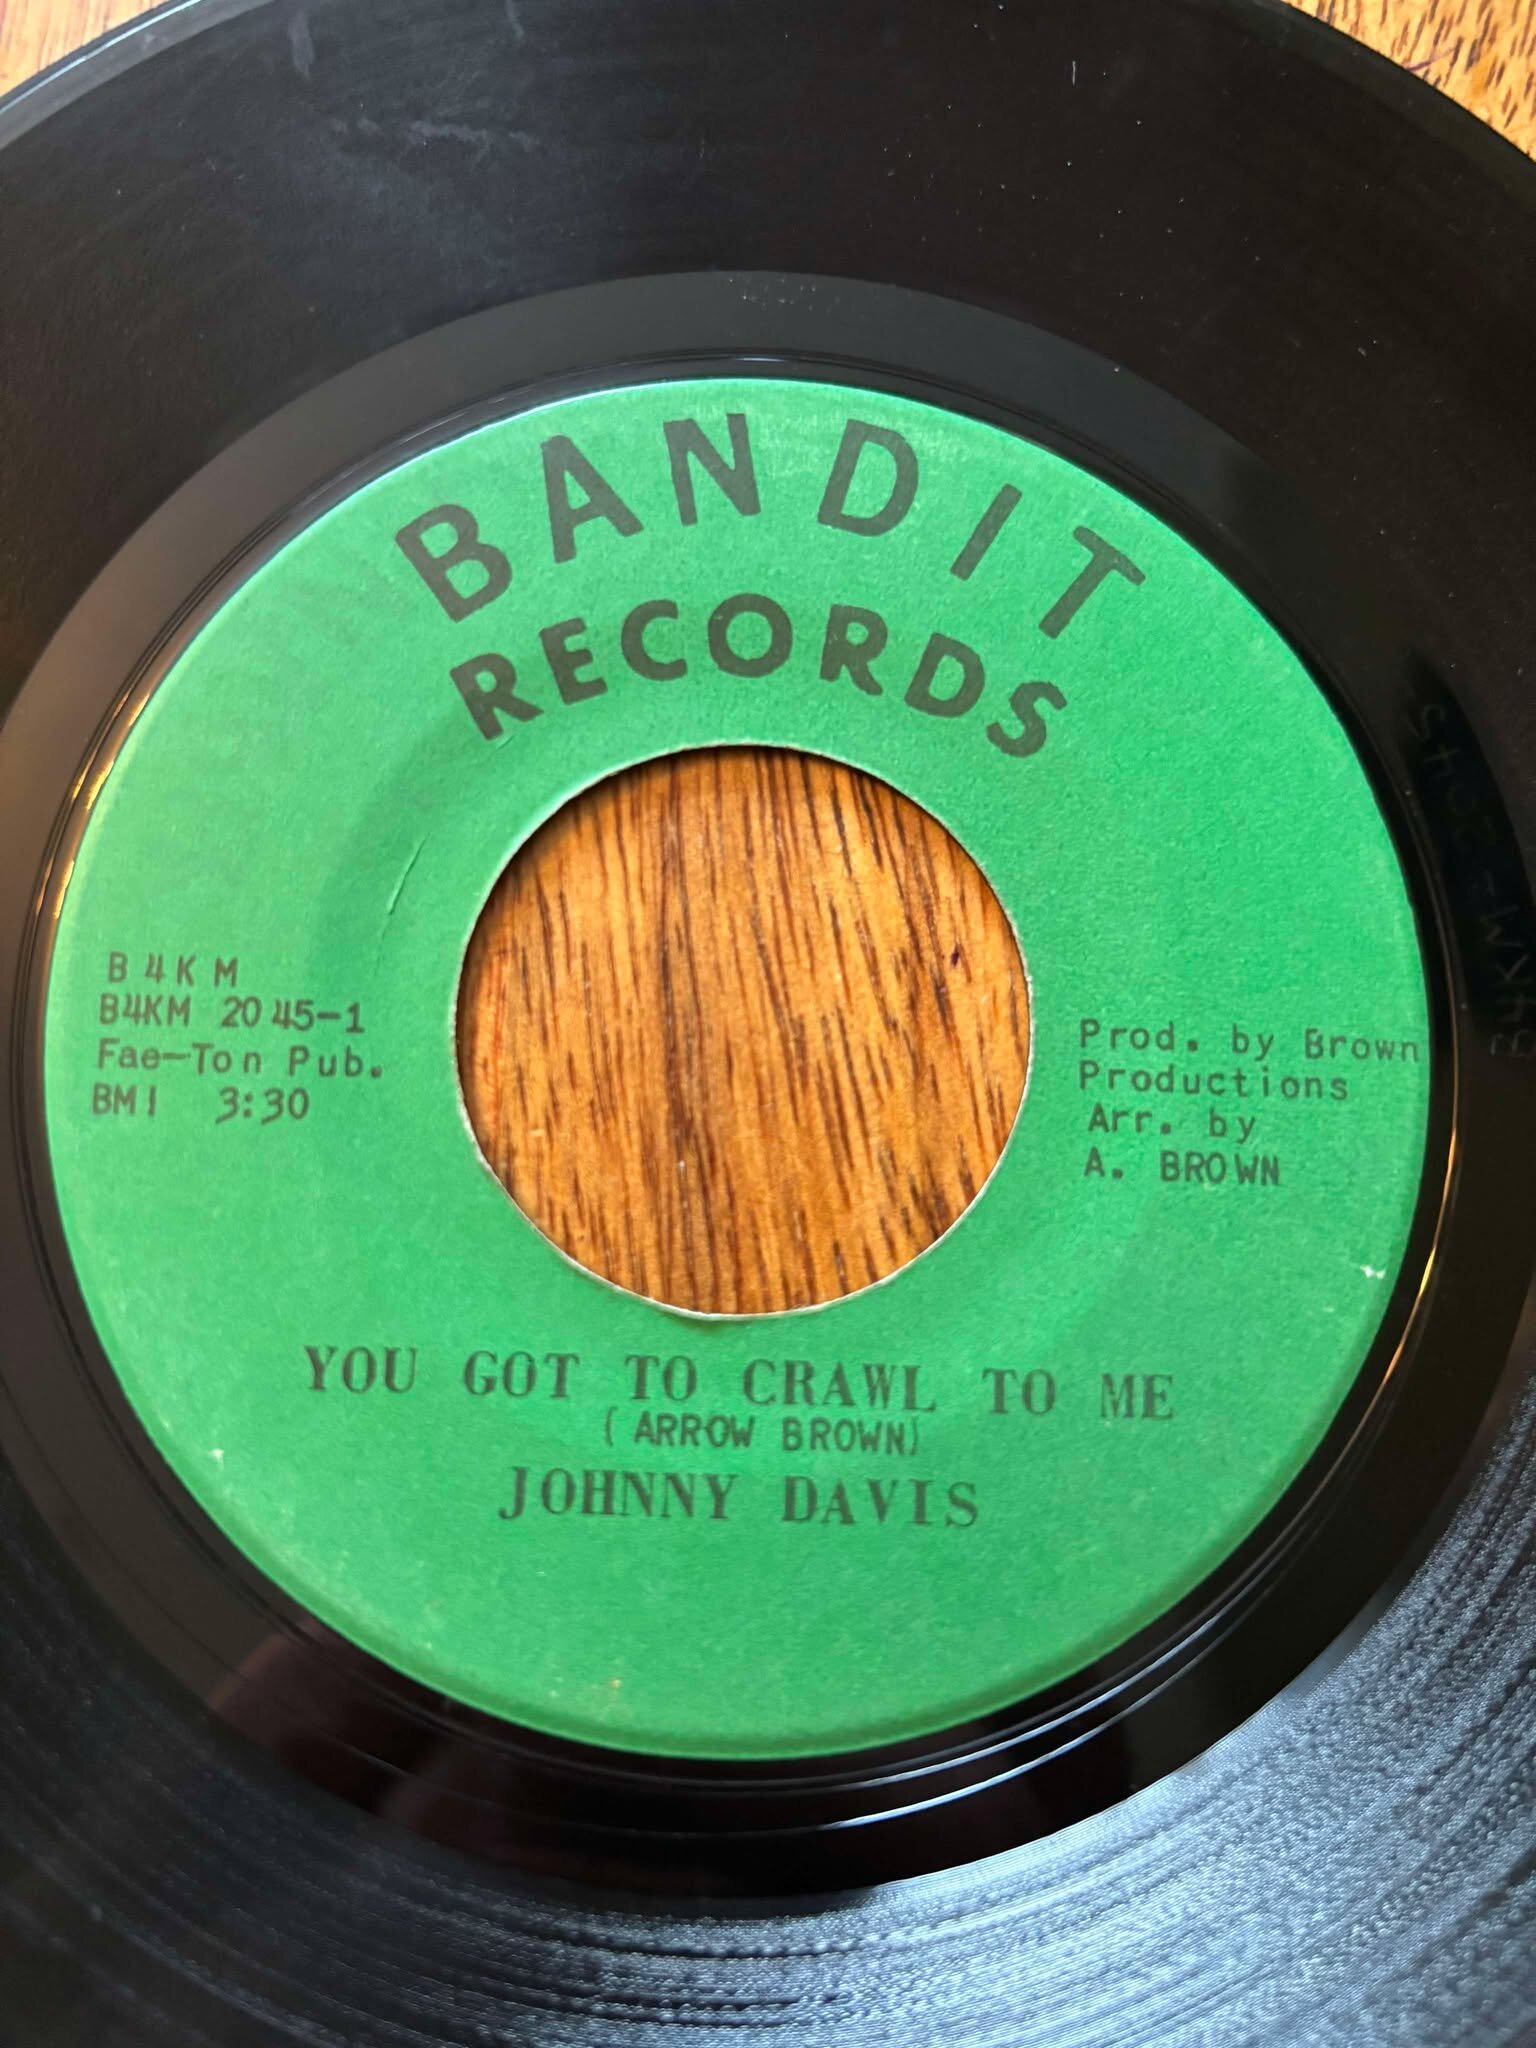 BANDIT
RECORDS
B4KM
B4KM 2045-1
Fae-Ton Pub.
BMI 3:30
Prod. by Brown
Productions
Arr. by
A. BROWN
YOU GOT TO CRAWL TO ME
(ARROW BROWN)
JOHNNY DAVIS